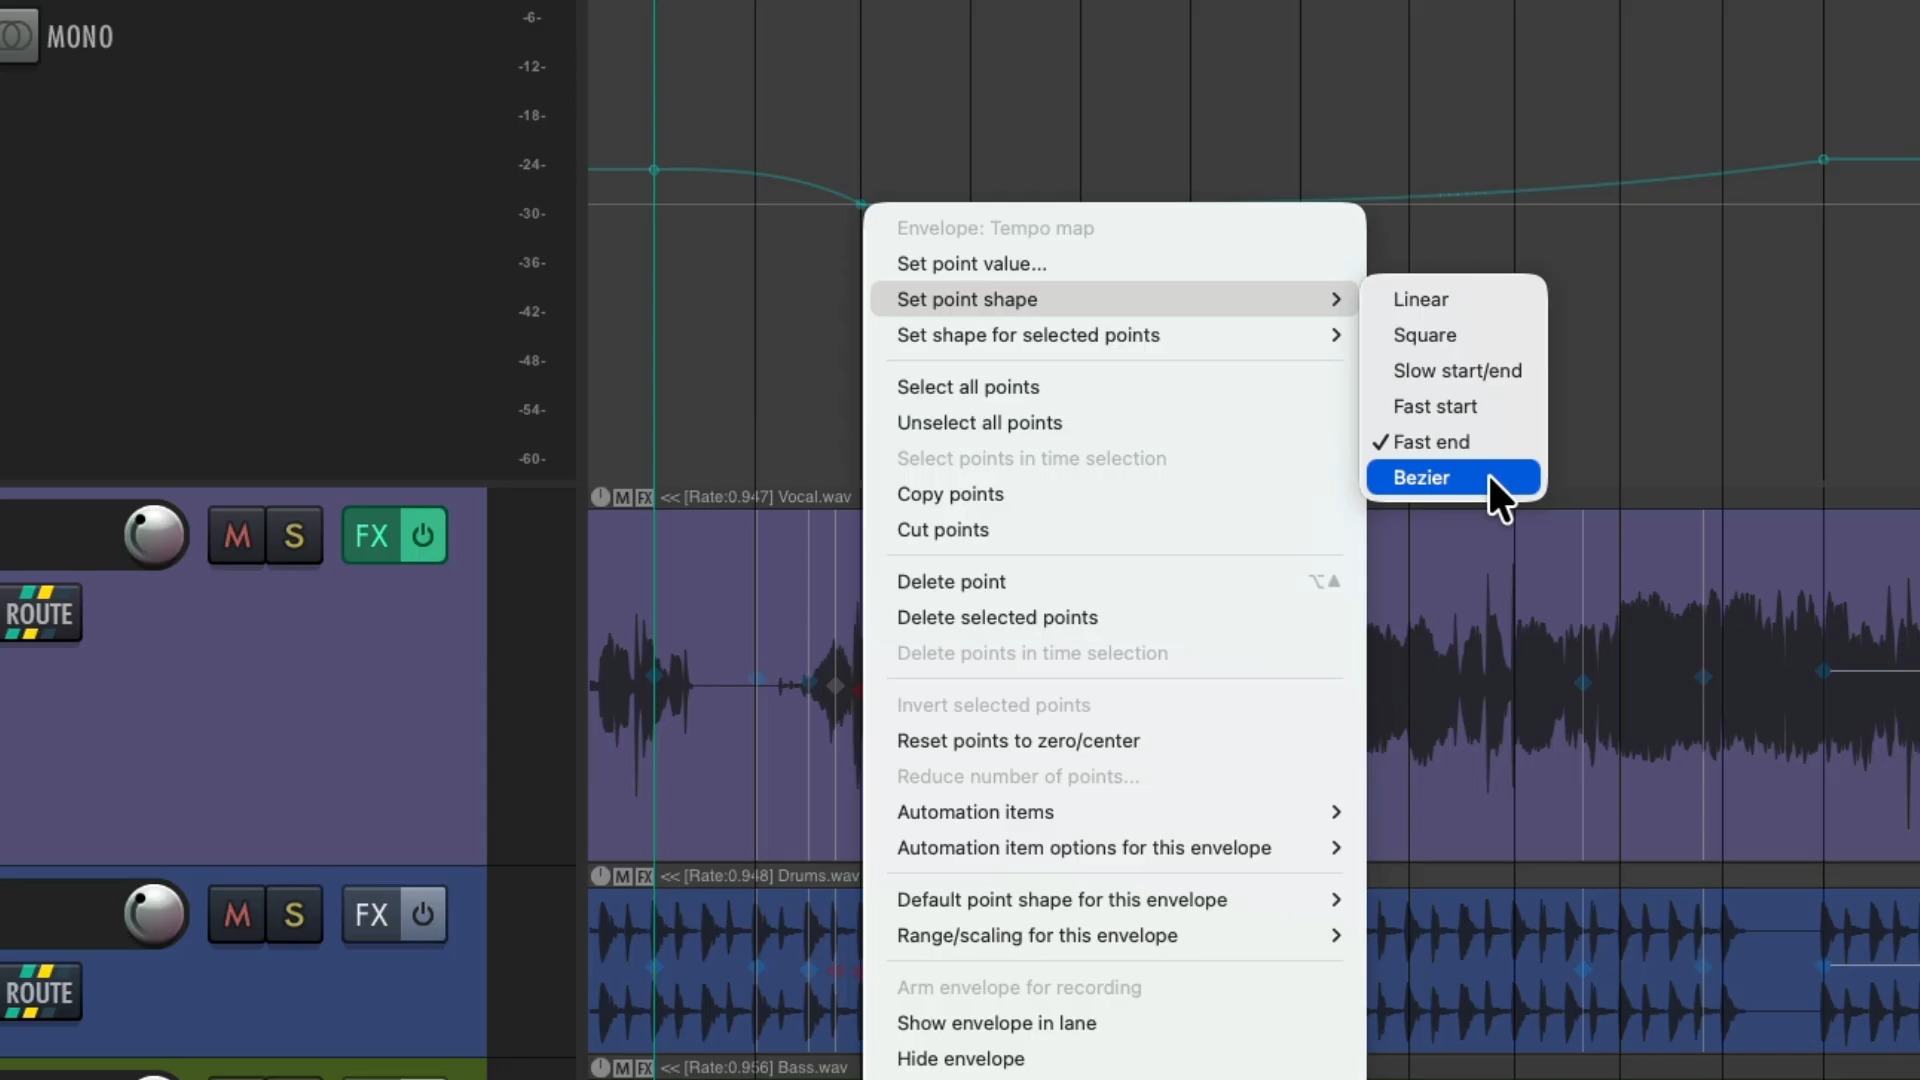 MONO
-6-
-12-
-18-
-24-
-30-
-36-
-42-
-48-
-54-
-60-
Envelope: Tempo map
Set point value...
Set point shape
Set shape for selected points
Select all points
Unselect all points
Select points in time selection
Copy points
Cut points
Delete point ⌥
Delete selected points
Delete points in time selection
Invert selected points
Reset points to zero/center
Reduce number of points...
Automation items
Automation item options for this envelope
Default point shape for this envelope
Range/scaling for this envelope
Arm envelope for recording
Show envelope in lane
Hide envelope
Linear
Square
Slow start/end
Fast start
✓ Fast end
Bezier
M FX << [Rate:0.947] Vocal.wav
M S FX
ROUTE
M FX << [Rate:0.948] Drums.wav
M S FX
ROUTE
M FX << [Rate:0.956] Bass.wav